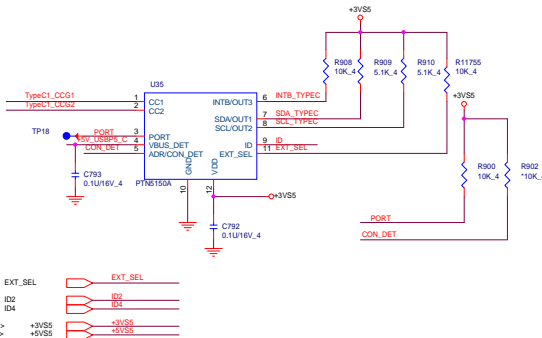 +3VS5
R908
10K_4
R909
5.1K_4
R910
5.1K_4
R11755
10K_4
+3VS5
U35
TypeC1_CCG1
1
CC1
INTB/OUT3
6
INTB_TYPEC
TypeC1_CCG2
2
CC2
SDA/OUT1
7
SDA_TYPEC
SCL/OUT2
8
SCL_TYPEC
TP18
PORT
3
PORT
+5V_USBP5_C
4
VBUS_DET
ID
9
ID
CON_DET
5
ADR/CON_DET
EXT_SEL
11
EXT_SEL
GND
VDD
PTN5150A
10
12
C793
0.1U/16V_4
+3VS5
C792
0.1U/16V_4
R900
10K_4
R902
*10K_4
PORT
CON_DET
EXT_SEL
EXT_SEL
ID2
ID2
ID4
ID4
> +3VS5
+3VS5
> +5VS5
+5VS5